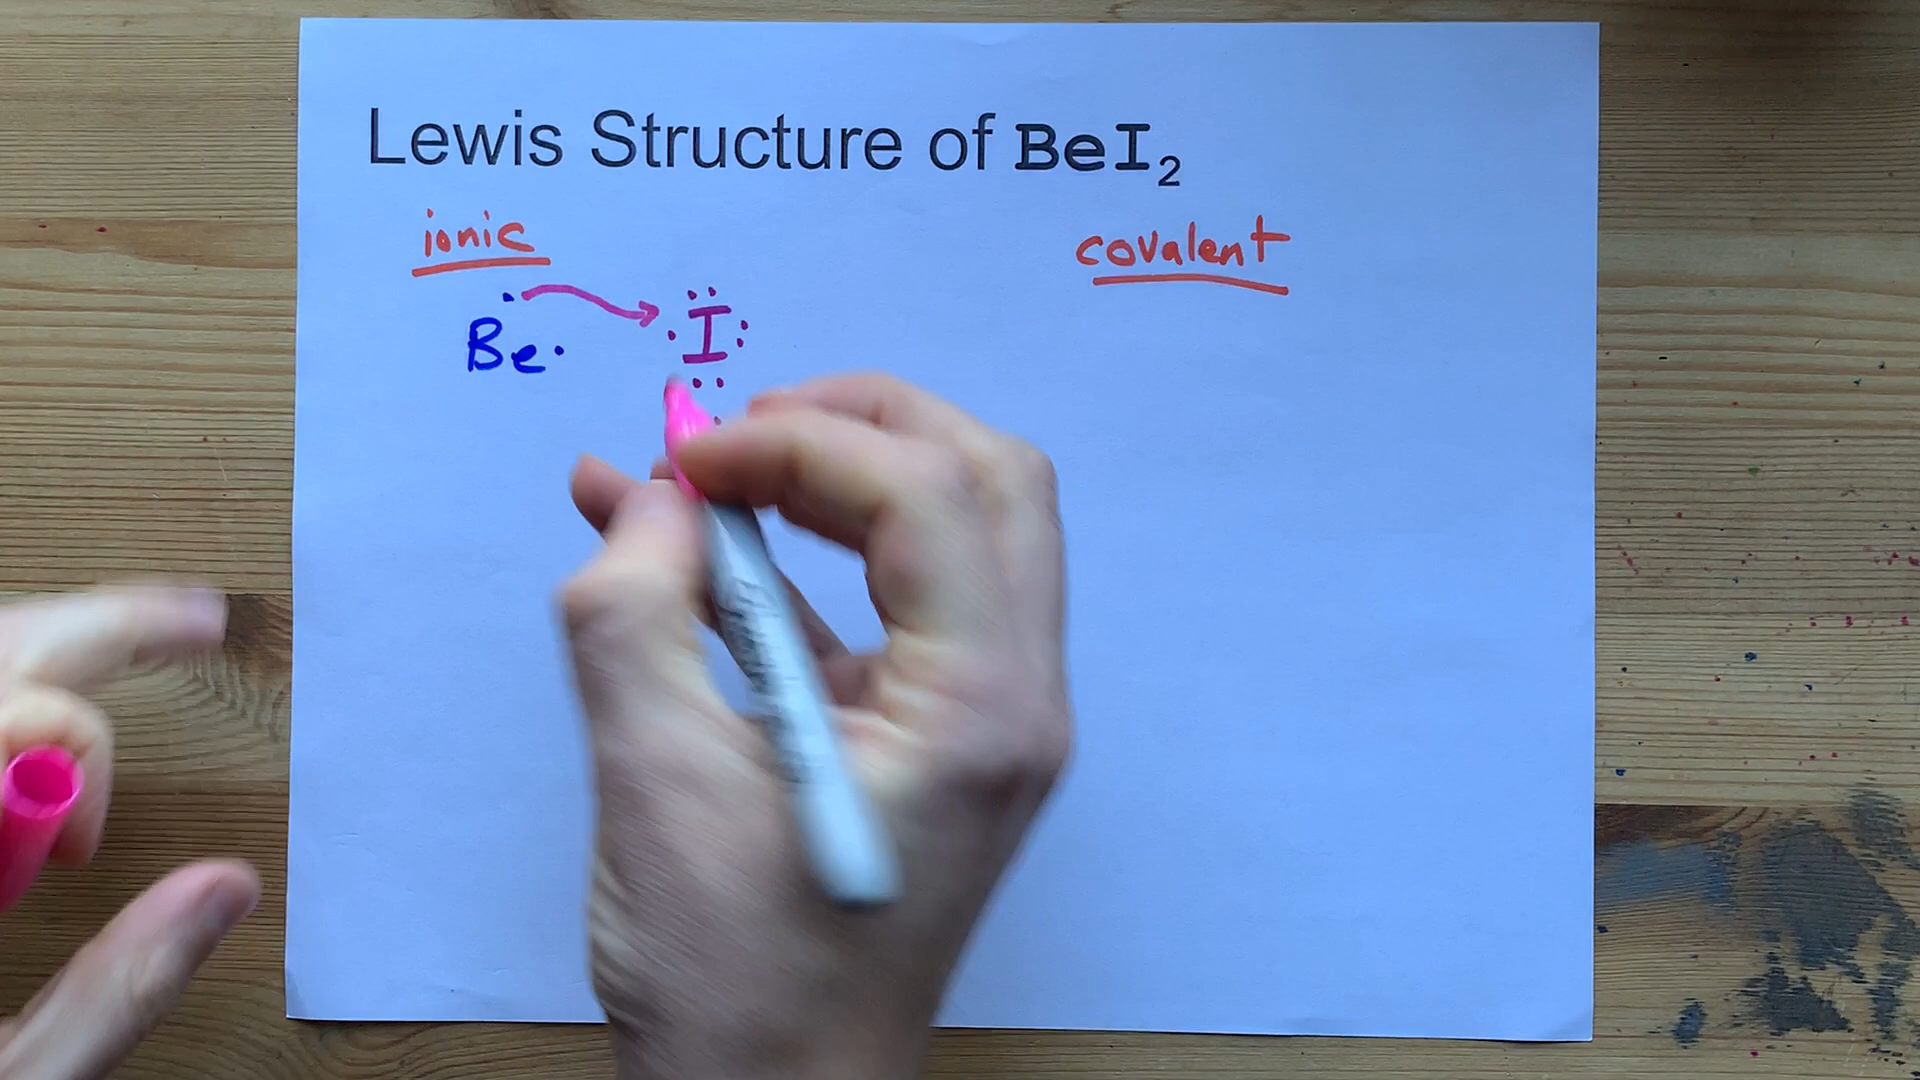 Lewis Structure of BeI₂
ionic
covalent
Be
I